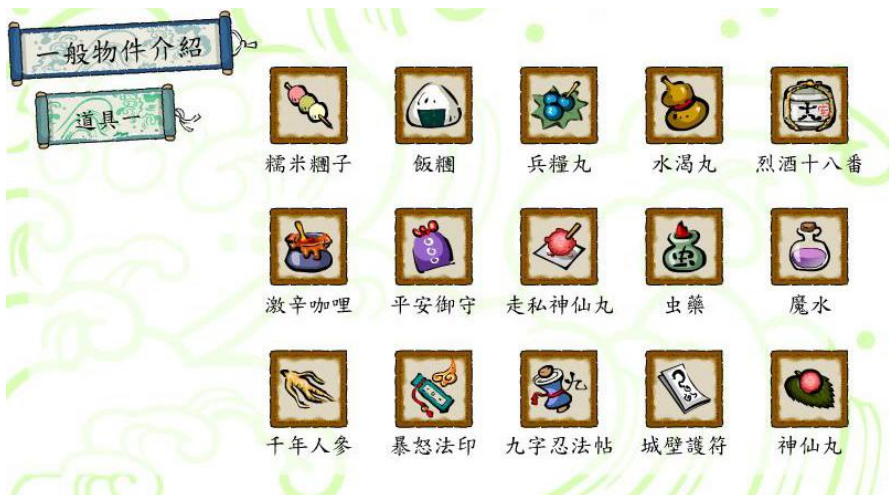 一般物件介紹
道具一
糯米糰子 飯糰 兵糧丸 水渴丸 烈酒十八番
激辛咖哩 平安御守 走私神仙丸 虫藥 魔水
千年人參 暴怒法印 九字忍法帖 城壁護符 神仙丸